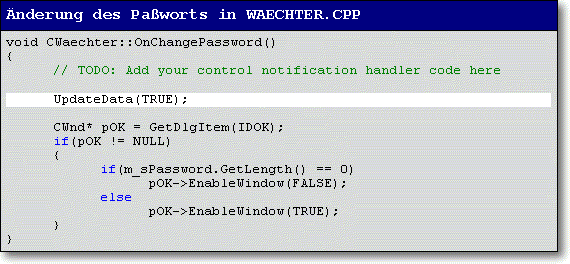 Änderung des Paßworts in WAECHTER.CPP
void CWaechter::OnChangePassword()
{
// TODO: Add your control notification handler code here
UpdateData(TRUE);
CWnd* pOK = GetDlgItem(IDOK);
if(pOK != NULL)
{
if(m_sPassword.GetLength() == 0)
pOK->EnableWindow(FALSE);
else
pOK->EnableWindow(TRUE);
}
}